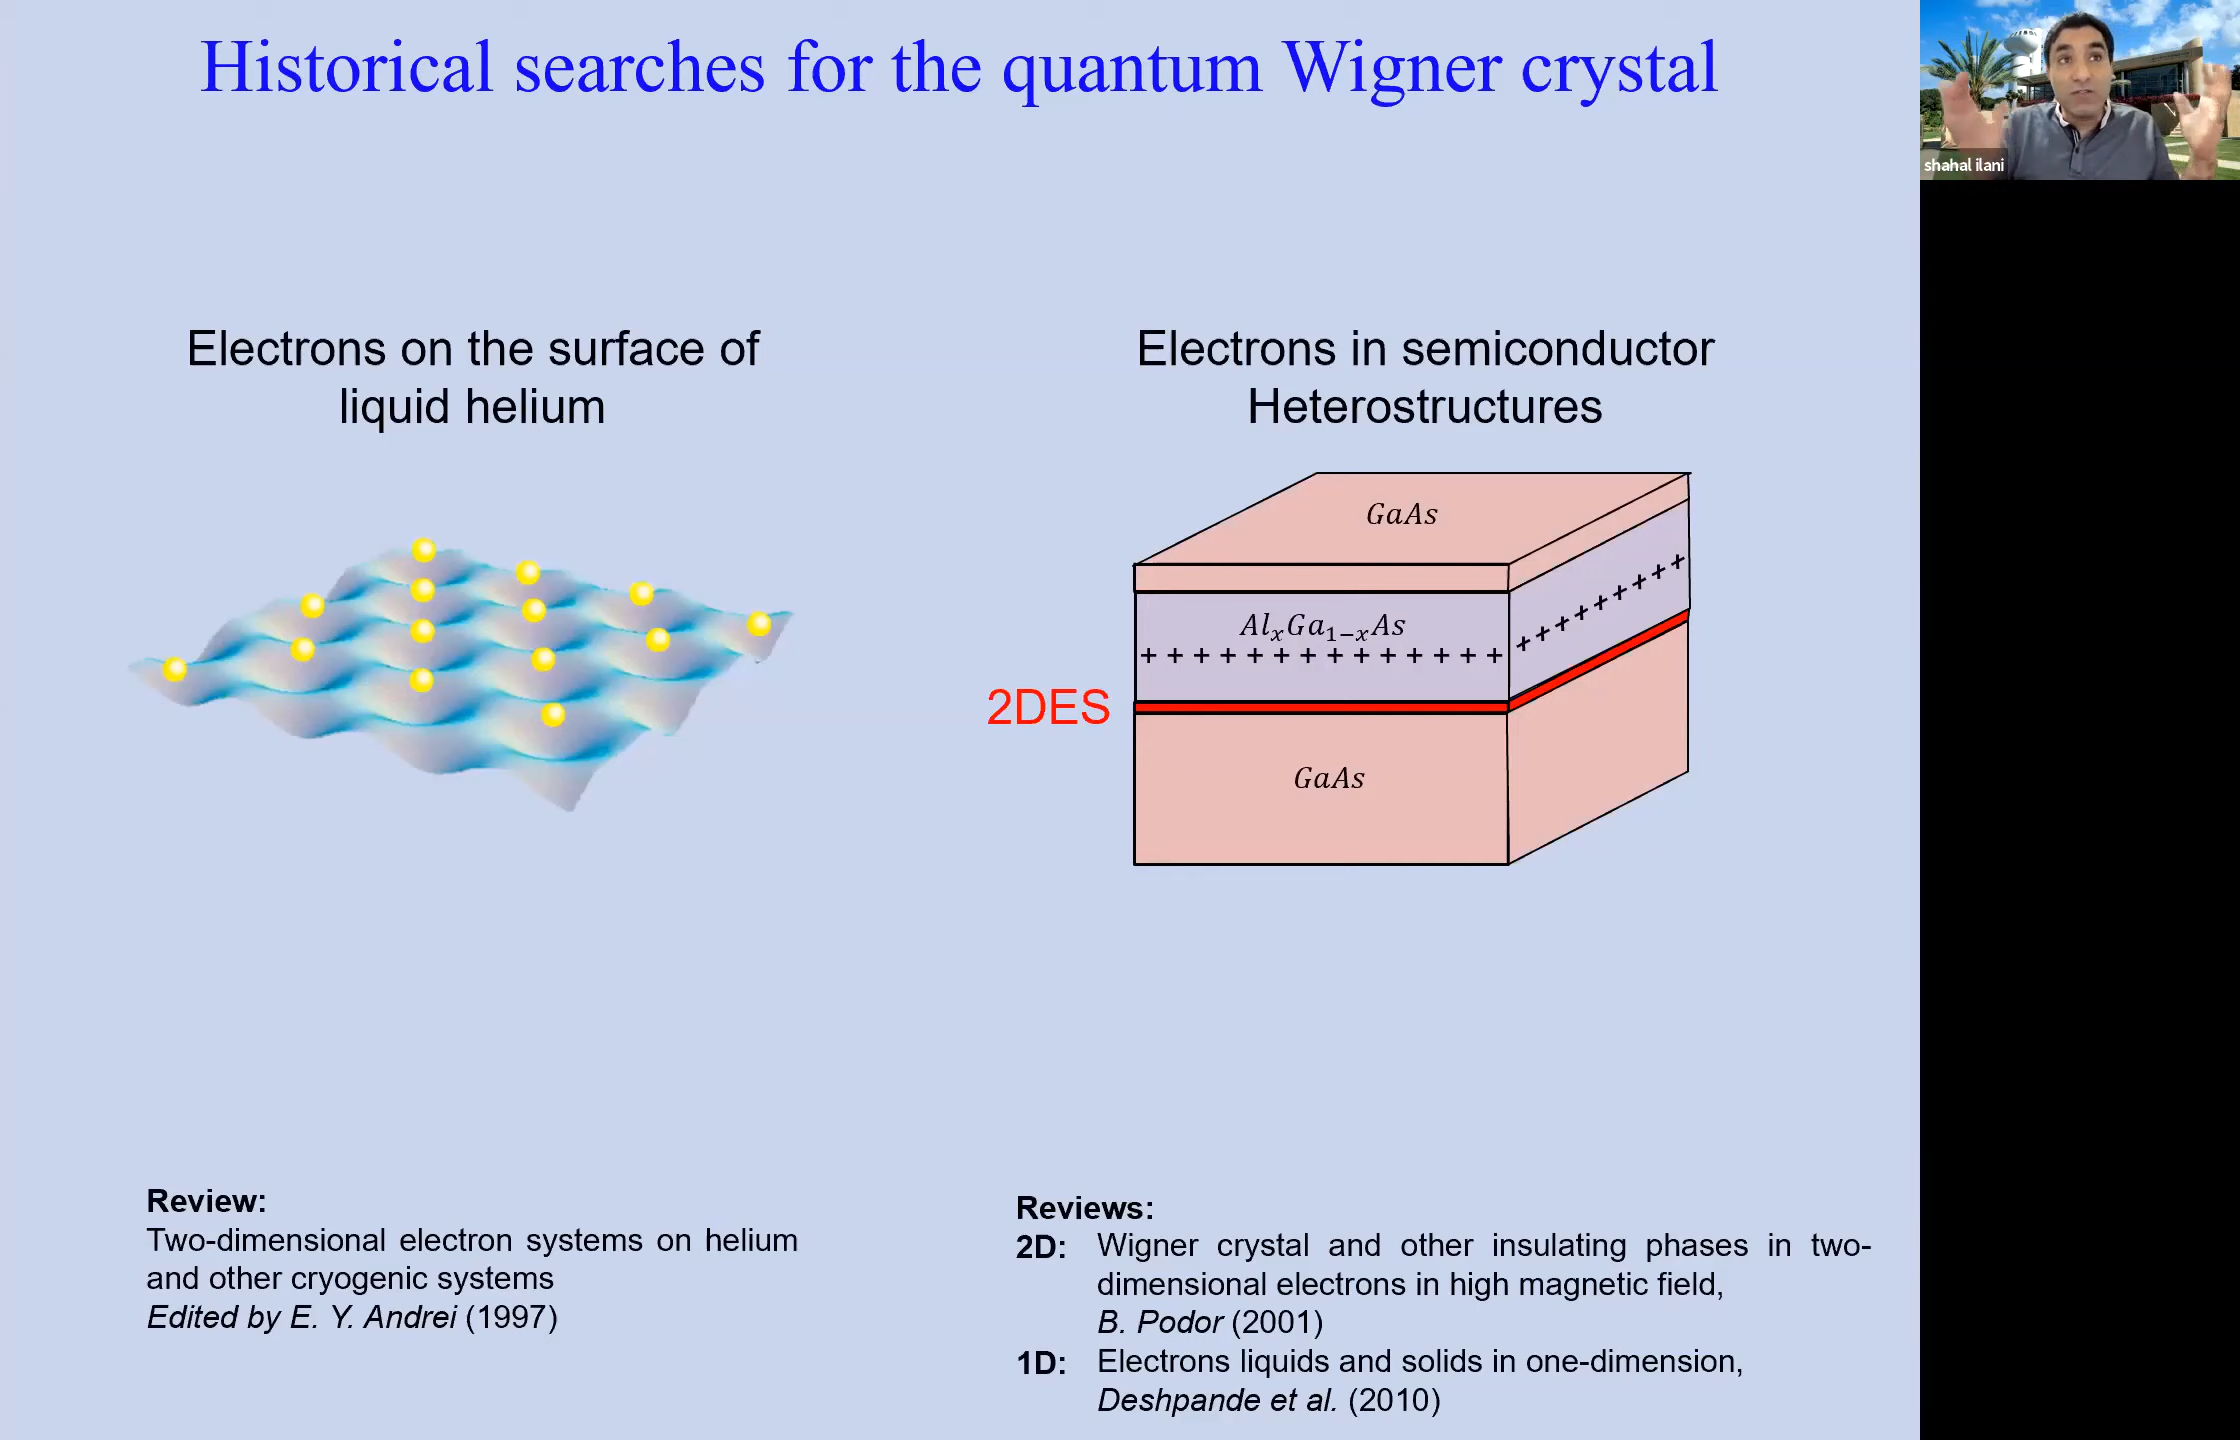 Historical searches for the quantum Wigner crystal
shahal ilani
Electrons on the surface of
liquid helium
Electrons in semiconductor
Heterostructures
GaAs
AlₓGa₁₋ₓAs
+ + + + + + + + + + + + + +
+ + + + + + + + +
2DES
GaAs
Review:
Two-dimensional electron systems on helium
and other cryogenic systems
Edited by E. Y. Andrei (1997)
Reviews:
2D: Wigner crystal and other insulating phases in two-
dimensional electrons in high magnetic field,
B. Podor (2001)
1D: Electrons liquids and solids in one-dimension,
Deshpande et al. (2010)